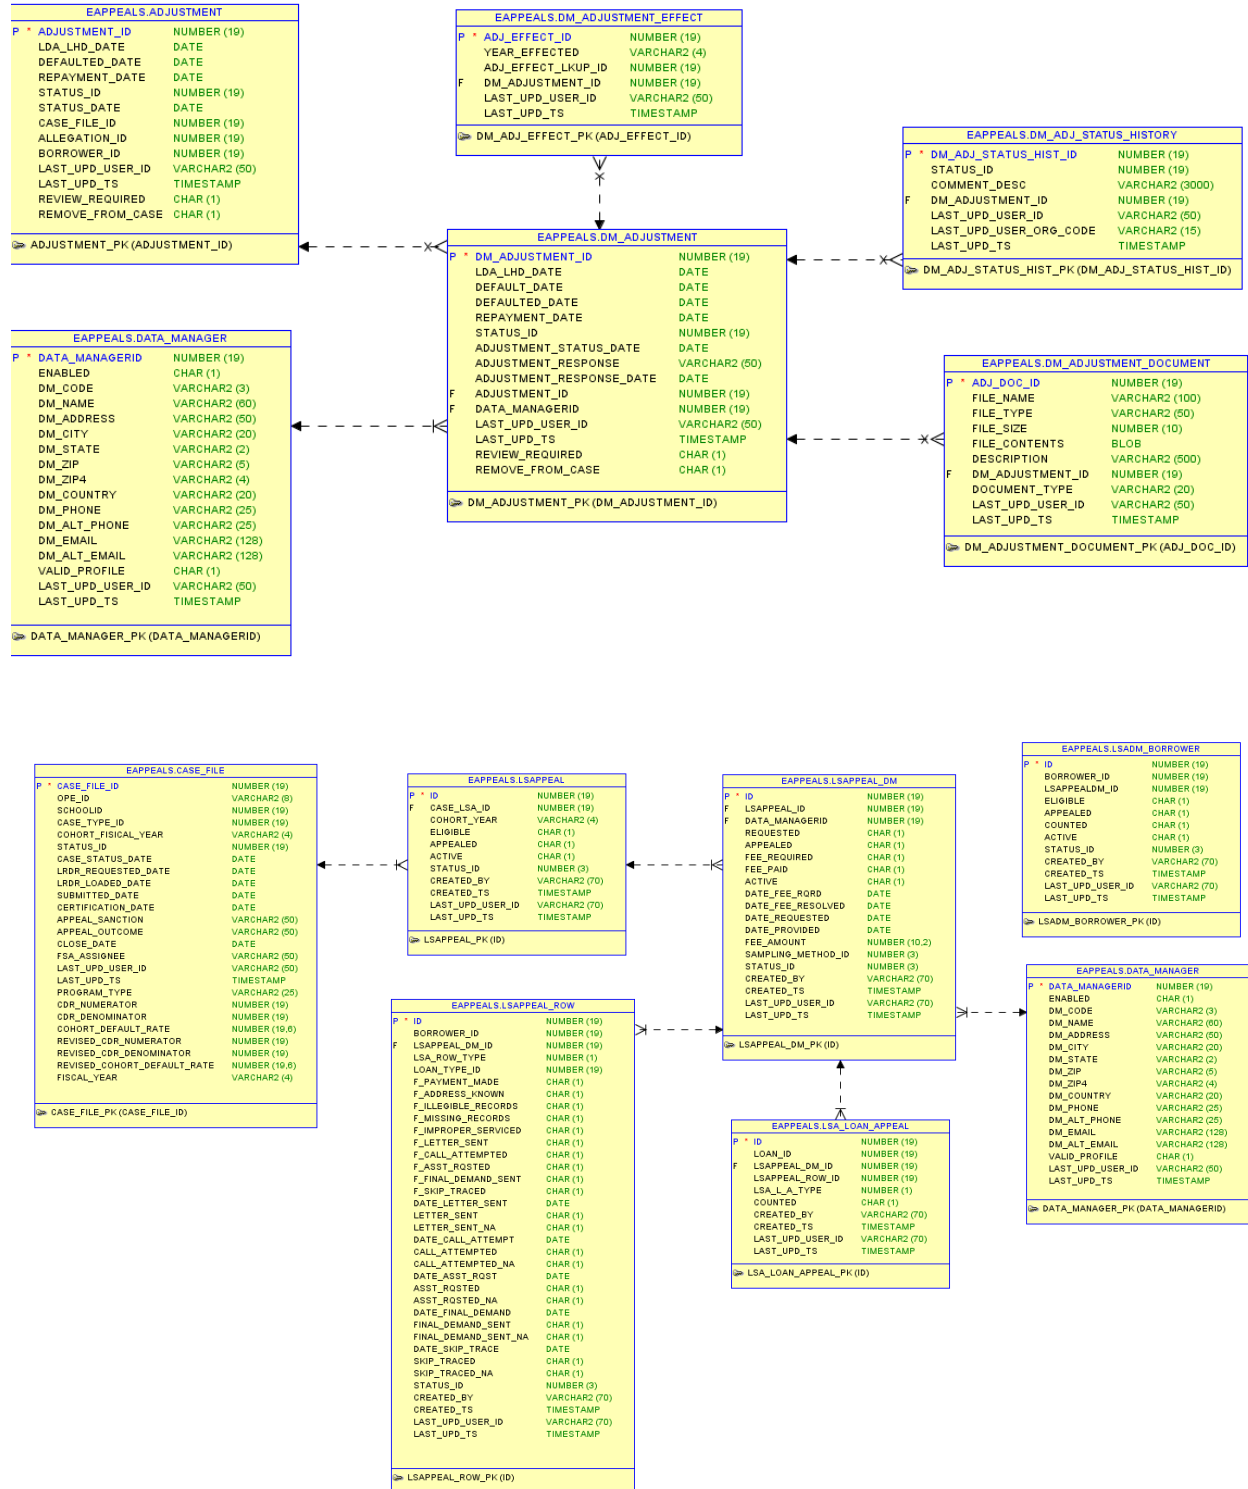 EAPPEALS.ADJUSTMENT
P * ADJUSTMENT_ID NUMBER (19)
LDA_LHD_DATE DATE
DEFAULTED_DATE DATE
REPAYMENT_DATE DATE
STATUS_ID NUMBER (19)
STATUS_DATE DATE
CASE_FILE_ID NUMBER (19)
ALLEGATION_ID NUMBER (19)
BORROWER_ID NUMBER (19)
LAST_UPD_USER_ID VARCHAR2 (50)
LAST_UPD_TS TIMESTAMP
REVIEW_REQUIRED CHAR (1)
REMOVE_FROM_CASE CHAR (1)
ADJUSTMENT_PK (ADJUSTMENT_ID)
EAPPEALS.DM_ADJUSTMENT_EFFECT
P * ADJ_EFFECT_ID NUMBER (19)
YEAR_EFFECTED VARCHAR2 (4)
ADJ_EFFECT_LKUP_ID NUMBER (19)
F DM_ADJUSTMENT_ID NUMBER (19)
LAST_UPD_USER_ID VARCHAR2 (50)
LAST_UPD_TS TIMESTAMP
DM_ADJ_EFFECT_PK (ADJ_EFFECT_ID)
EAPPEALS.DM_ADJ_STATUS_HISTORY
P * DM_ADJ_STATUS_HIST_ID NUMBER (19)
STATUS_ID NUMBER (19)
COMMENT_DESC VARCHAR2 (3000)
F DM_ADJUSTMENT_ID NUMBER (19)
LAST_UPD_USER_ID VARCHAR2 (50)
LAST_UPD_USER_ORG_CODE VARCHAR2 (15)
LAST_UPD_TS TIMESTAMP
DM_ADJ_STATUS_HIST_PK (DM_ADJ_STATUS_HIST_ID)
EAPPEALS.DM_ADJUSTMENT
P * DM_ADJUSTMENT_ID NUMBER (19)
LDA_LHD_DATE DATE
DEFAULT_DATE DATE
DEFAULTED_DATE DATE
REPAYMENT_DATE DATE
STATUS_ID NUMBER (19)
ADJUSTMENT_STATUS_DATE DATE
ADJUSTMENT_RESPONSE VARCHAR2 (50)
ADJUSTMENT_RESPONSE_DATE DATE
F ADJUSTMENT_ID NUMBER (19)
F DATA_MANAGERID NUMBER (19)
LAST_UPD_USER_ID VARCHAR2 (50)
LAST_UPD_TS TIMESTAMP
REVIEW_REQUIRED CHAR (1)
REMOVE_FROM_CASE CHAR (1)
DM_ADJUSTMENT_PK (DM_ADJUSTMENT_ID)
EAPPEALS.DATA_MANAGER
P * DATA_MANAGERID NUMBER (19)
ENABLED CHAR (1)
DM_CODE VARCHAR2 (3)
DM_NAME VARCHAR2 (60)
DM_ADDRESS VARCHAR2 (50)
DM_CITY VARCHAR2 (20)
DM_STATE VARCHAR2 (2)
DM_ZIP VARCHAR2 (5)
DM_ZIP4 VARCHAR2 (4)
DM_COUNTRY VARCHAR2 (20)
DM_PHONE VARCHAR2 (25)
DM_ALT_PHONE VARCHAR2 (25)
DM_EMAIL VARCHAR2 (128)
DM_ALT_EMAIL VARCHAR2 (128)
VALID_PROFILE CHAR (1)
LAST_UPD_USER_ID VARCHAR2 (50)
LAST_UPD_TS TIMESTAMP
DATA_MANAGER_PK (DATA_MANAGERID)
EAPPEALS.DM_ADJUSTMENT_DOCUMENT
P * ADJ_DOC_ID NUMBER (19)
FILE_NAME VARCHAR2 (100)
FILE_TYPE VARCHAR2 (50)
FILE_SIZE NUMBER (10)
FILE_CONTENTS BLOB
DESCRIPTION VARCHAR2 (500)
F DM_ADJUSTMENT_ID NUMBER (19)
DOCUMENT_TYPE VARCHAR2 (20)
LAST_UPD_USER_ID VARCHAR2 (50)
LAST_UPD_TS TIMESTAMP
DM_ADJUSTMENT_DOCUMENT_PK (ADJ_DOC_ID)
EAPPEALS.CASE_FILE
P * CASE_FILE_ID NUMBER (19)
OPE_ID VARCHAR2 (8)
SCHOOLID NUMBER (19)
CASE_TYPE_ID NUMBER (19)
COHORT_FISICAL_YEAR VARCHAR2 (4)
STATUS_ID NUMBER (19)
CASE_STATUS_DATE DATE
LRDR_REQUESTED_DATE DATE
LRDR_LOADED_DATE DATE
SUBMITTED_DATE DATE
CERTIFICATION_DATE DATE
APPEAL_SANCTION VARCHAR2 (50)
APPEAL_OUTCOME VARCHAR2 (50)
CLOSE_DATE DATE
FSA_ASSIGNEE VARCHAR2 (50)
LAST_UPD_USER_ID VARCHAR2 (50)
LAST_UPD_TS TIMESTAMP
PROGRAM_TYPE VARCHAR2 (25)
CDR_NUMERATOR NUMBER (19)
CDR_DENOMINATOR NUMBER (19)
COHORT_DEFAULT_RATE NUMBER (19,6)
REVISED_CDR_NUMERATOR NUMBER (19)
REVISED_CDR_DENOMINATOR NUMBER (19)
REVISED_COHORT_DEFAULT_RATE NUMBER (19,6)
FISCAL_YEAR VARCHAR2 (4)
CASE_FILE_PK (CASE_FILE_ID)
EAPPEALS.LSAPPEAL
P * ID NUMBER (19)
F CASE_LSA_ID NUMBER (19)
COHORT_YEAR VARCHAR2 (4)
ELIGIBLE CHAR (1)
APPEALED CHAR (1)
ACTIVE CHAR (1)
STATUS_ID NUMBER (3)
CREATED_BY VARCHAR2 (70)
CREATED_TS TIMESTAMP
LAST_UPD_USER_ID VARCHAR2 (70)
LAST_UPD_TS TIMESTAMP
LSAPPEAL_PK (ID)
EAPPEALS.LSAPPEAL_DM
P * ID NUMBER (19)
F LSAPPEAL_ID NUMBER (19)
F DATA_MANAGERID NUMBER (19)
REQUESTED CHAR (1)
APPEALED CHAR (1)
FEE_REQUIRED CHAR (1)
FEE_PAID CHAR (1)
ACTIVE CHAR (1)
DATE_FEE_RQRD DATE
DATE_FEE_RESOLVED DATE
DATE_REQUESTED DATE
DATE_PROVIDED DATE
FEE_AMOUNT NUMBER (10,2)
SAMPLING_METHOD_ID NUMBER (3)
STATUS_ID NUMBER (3)
CREATED_BY VARCHAR2 (70)
CREATED_TS TIMESTAMP
LAST_UPD_USER_ID VARCHAR2 (70)
LAST_UPD_TS TIMESTAMP
LSAPPEAL_DM_PK (ID)
EAPPEALS.LSADM_BORROWER
P * ID NUMBER (19)
BORROWER_ID NUMBER (19)
LSAPPEALDM_ID NUMBER (19)
ELIGIBLE CHAR (1)
APPEALED CHAR (1)
COUNTED CHAR (1)
ACTIVE CHAR (1)
STATUS_ID NUMBER (3)
CREATED_BY VARCHAR2 (70)
CREATED_TS TIMESTAMP
LAST_UPD_USER_ID VARCHAR2 (70)
LAST_UPD_TS TIMESTAMP
LSADM_BORROWER_PK (ID)
EAPPEALS.LSAPPEAL_ROW
P * ID NUMBER (19)
BORROWER_ID NUMBER (19)
F LSAPPEAL_DM_ID NUMBER (19)
LSA_ROW_TYPE NUMBER (1)
LOAN_TYPE_ID NUMBER (19)
F_PAYMENT_MADE CHAR (1)
F_ADDRESS_KNOWN CHAR (1)
F_ILLEGIBLE_RECORDS CHAR (1)
F_MISSING_RECORDS CHAR (1)
F_IMPROPER_SERVICED CHAR (1)
F_LETTER_SENT CHAR (1)
F_CALL_ATTEMPTED CHAR (1)
F_ASST_RQSTED CHAR (1)
F_FINAL_DEMAND_SENT CHAR (1)
F_SKIP_TRACED CHAR (1)
DATE_LETTER_SENT DATE
LETTER_SENT CHAR (1)
LETTER_SENT_NA CHAR (1)
DATE_CALL_ATTEMPT DATE
CALL_ATTEMPTED CHAR (1)
CALL_ATTEMPTED_NA CHAR (1)
DATE_ASST_RQST DATE
ASST_RQSTED CHAR (1)
ASST_RQSTED_NA CHAR (1)
DATE_FINAL_DEMAND DATE
FINAL_DEMAND_SENT CHAR (1)
FINAL_DEMAND_SENT_NA CHAR (1)
DATE_SKIP_TRACE DATE
SKIP_TRACED CHAR (1)
SKIP_TRACED_NA CHAR (1)
STATUS_ID NUMBER (3)
CREATED_BY VARCHAR2 (70)
CREATED_TS TIMESTAMP
LAST_UPD_USER_ID VARCHAR2 (70)
LAST_UPD_TS TIMESTAMP
LSAPPEAL_ROW_PK (ID)
EAPPEALS.DATA_MANAGER
P * DATA_MANAGERID NUMBER (19)
ENABLED CHAR (1)
DM_CODE VARCHAR2 (3)
DM_NAME VARCHAR2 (60)
DM_ADDRESS VARCHAR2 (50)
DM_CITY VARCHAR2 (20)
DM_STATE VARCHAR2 (2)
DM_ZIP VARCHAR2 (5)
DM_ZIP4 VARCHAR2 (4)
DM_COUNTRY VARCHAR2 (20)
DM_PHONE VARCHAR2 (25)
DM_ALT_PHONE VARCHAR2 (25)
DM_EMAIL VARCHAR2 (128)
DM_ALT_EMAIL VARCHAR2 (128)
VALID_PROFILE CHAR (1)
LAST_UPD_USER_ID VARCHAR2 (50)
LAST_UPD_TS TIMESTAMP
DATA_MANAGER_PK (DATA_MANAGERID)
EAPPEALS.LSA_LOAN_APPEAL
P * ID NUMBER (19)
LOAN_ID NUMBER (19)
F LSAPPEAL_DM_ID NUMBER (19)
LSAPPEAL_ROW_ID NUMBER (19)
LSA_L_A_TYPE NUMBER (1)
COUNTED CHAR (1)
CREATED_BY VARCHAR2 (70)
CREATED_TS TIMESTAMP
LAST_UPD_USER_ID VARCHAR2 (70)
LAST_UPD_TS TIMESTAMP
LSA_LOAN_APPEAL_PK (ID)